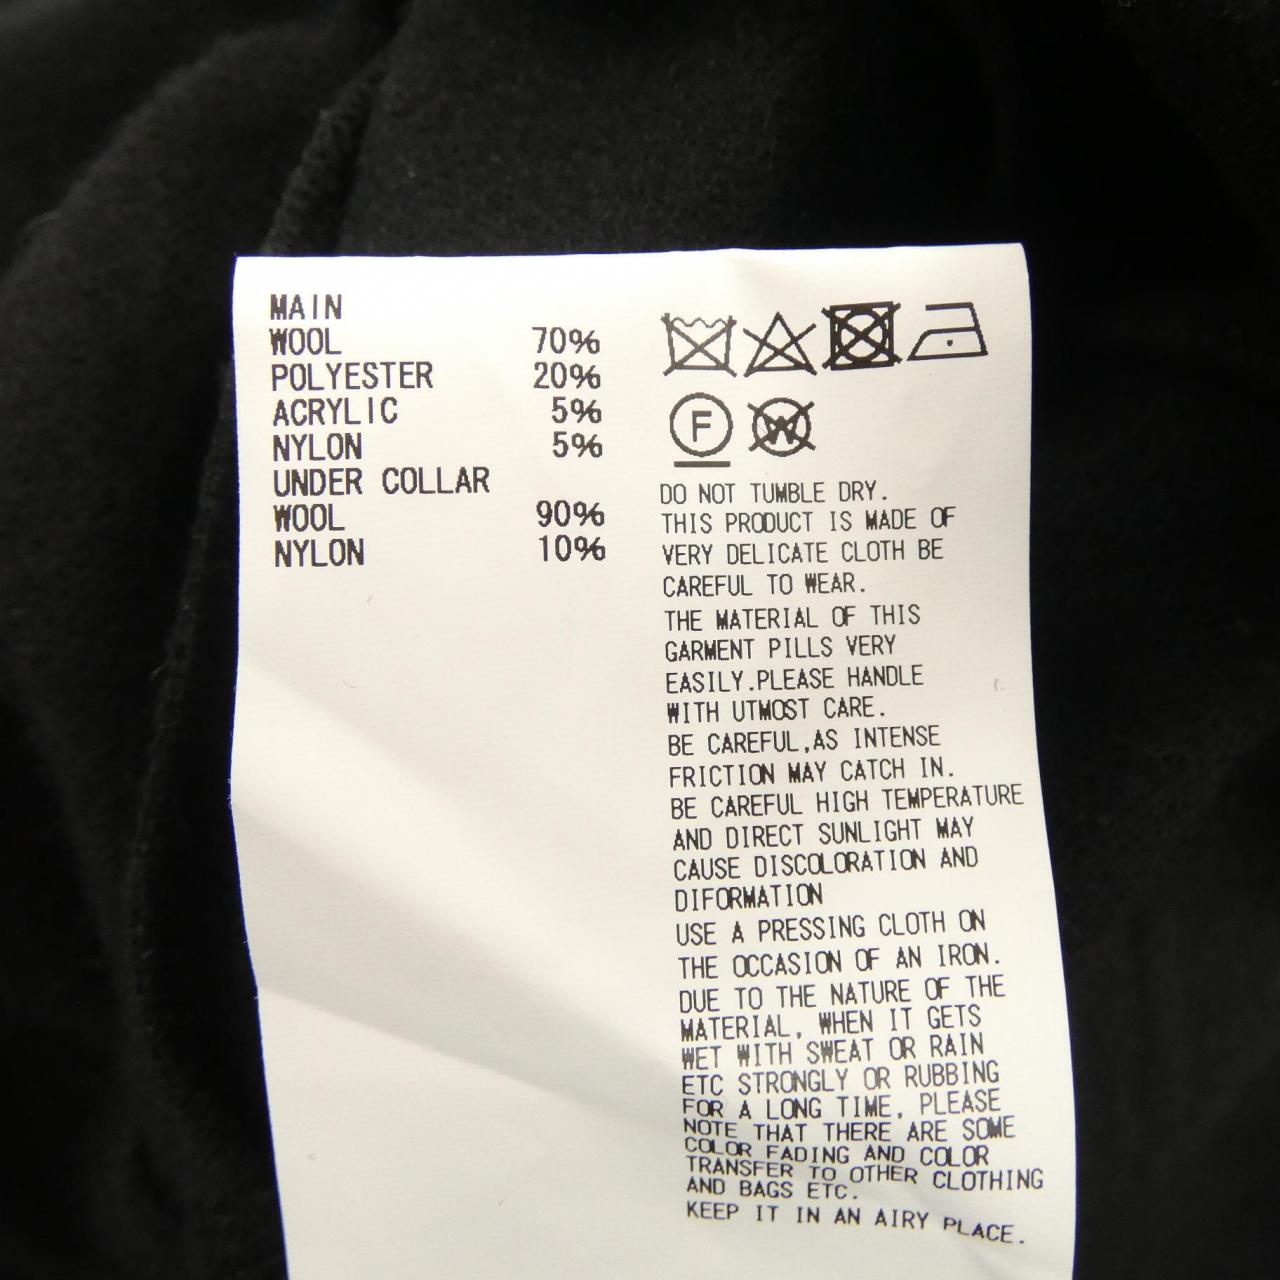 MAIN
WOOL 70%
POLYESTER 20%
ACRYLIC 5%
NYLON 5%
UNDER COLLAR
WOOL 90%
NYLON 10%
F
W
DO NOT TUMBLE DRY.
THIS PRODUCT IS MADE OF
VERY DELICATE CLOTH BE
CAREFUL TO WEAR.
THE MATERIAL OF THIS
GARMENT PILLS VERY
EASILY.PLEASE HANDLE
WITH UTMOST CARE.
BE CAREFUL,AS INTENSE
FRICTION MAY CATCH IN.
BE CAREFUL HIGH TEMPERATURE
AND DIRECT SUNLIGHT MAY
CAUSE DISCOLORATION AND
DIFORMATION
USE A PRESSING CLOTH ON
THE OCCASION OF AN IRON.
DUE TO THE NATURE OF THE
MATERIAL, WHEN IT GETS
WET WITH SWEAT OR RAIN
ETC STRONGLY OR RUBBING
FOR A LONG TIME, PLEASE
NOTE THAT THERE ARE SOME
COLOR FADING AND COLOR
TRANSFER TO OTHER CLOTHING
AND BAGS ETC.
KEEP IT IN AN AIRY PLACE.